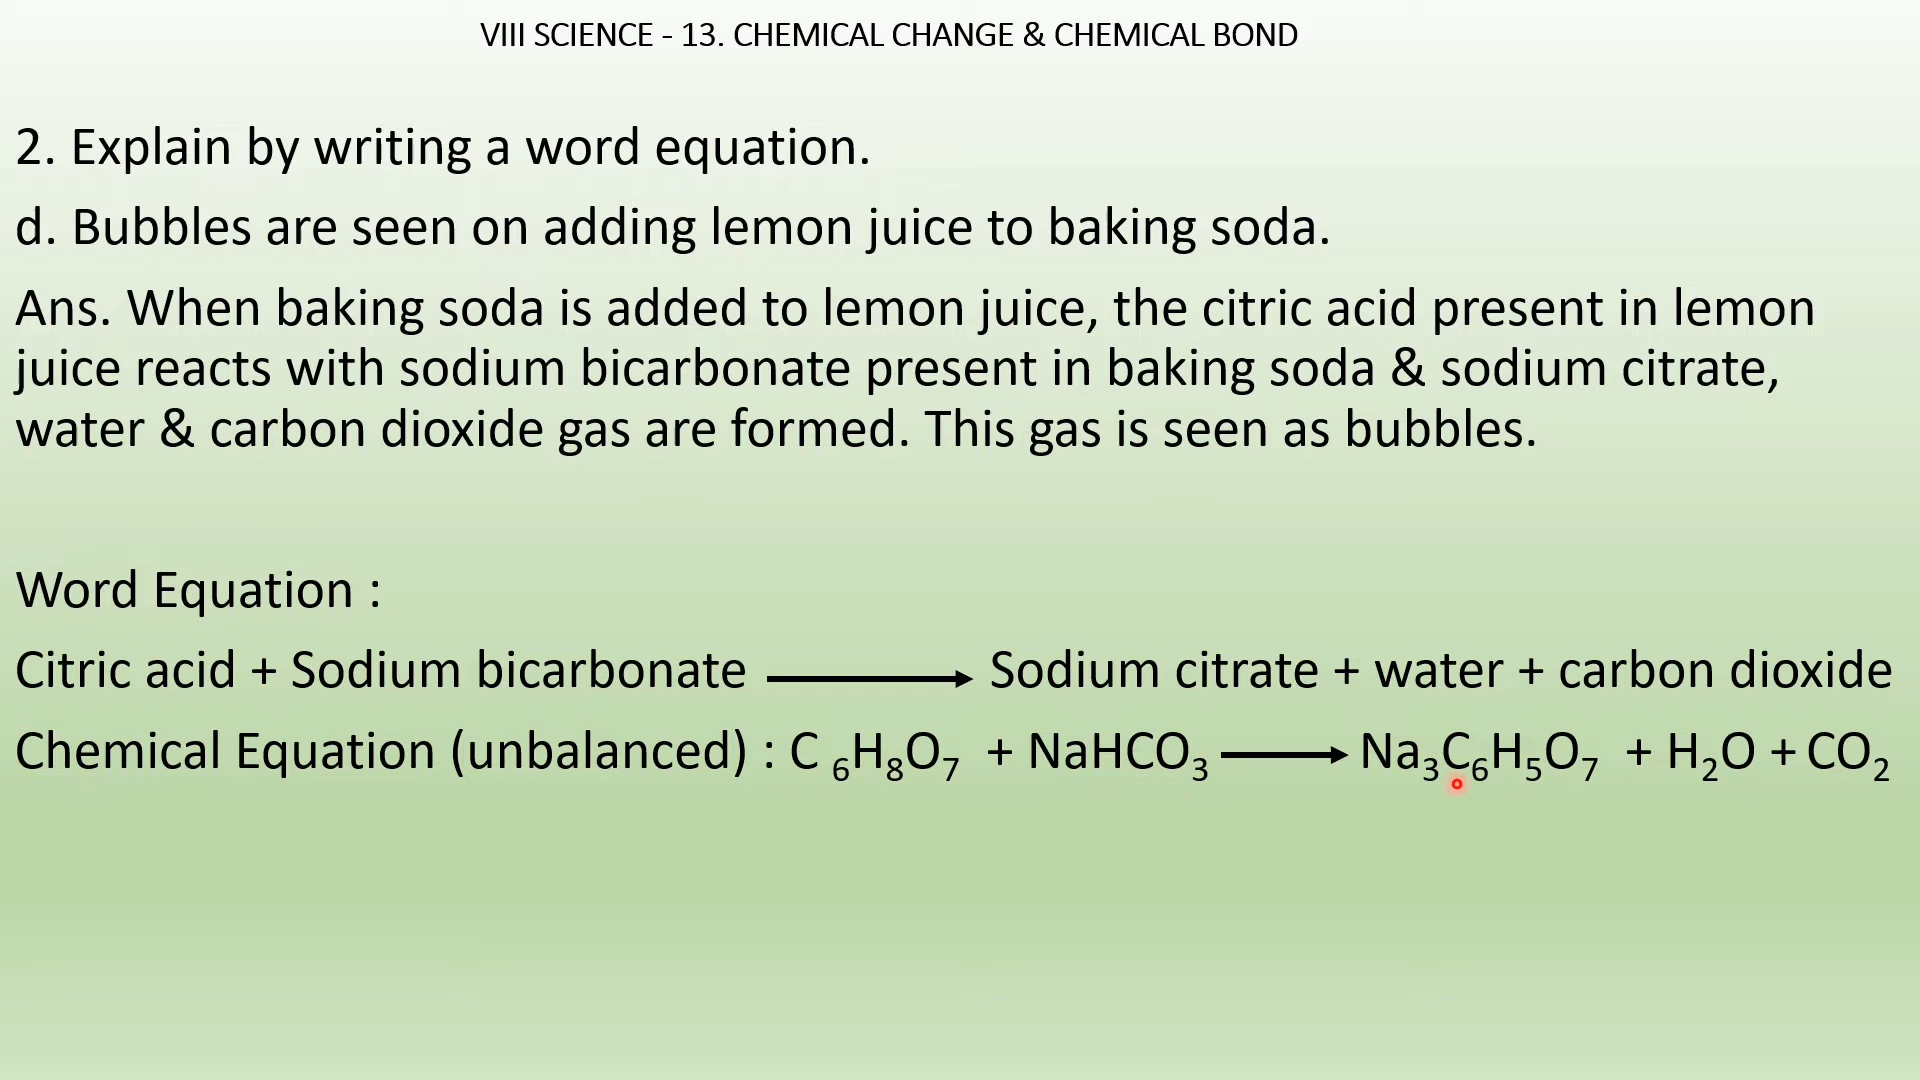 VIII SCIENCE - 13. CHEMICAL CHANGE & CHEMICAL BOND
2. Explain by writing a word equation.
d. Bubbles are seen on adding lemon juice to baking soda.
Ans. When baking soda is added to lemon juice, the citric acid present in lemon
juice reacts with sodium bicarbonate present in baking soda & sodium citrate,
water & carbon dioxide gas are formed. This gas is seen as bubbles.
Word Equation :
Citric acid + Sodium bicarbonate ⟶ Sodium citrate + water + carbon dioxide
Chemical Equation (unbalanced) : C ₆H₈O₇ + NaHCO₃ ⟶ Na₃C₆H₅O₇ + H₂O + CO₂